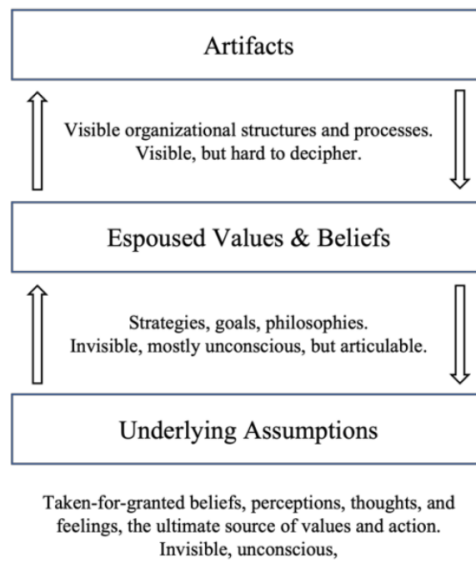 Artifacts
Visible organizational structures and processes.
Visible, but hard to decipher.
Espoused Values & Beliefs
Strategies, goals, philosophies.
Invisible, mostly unconscious, but articulable.
Underlying Assumptions
Taken-for-granted beliefs, perceptions, thoughts, and
feelings, the ultimate source of values and action.
Invisible, unconscious,